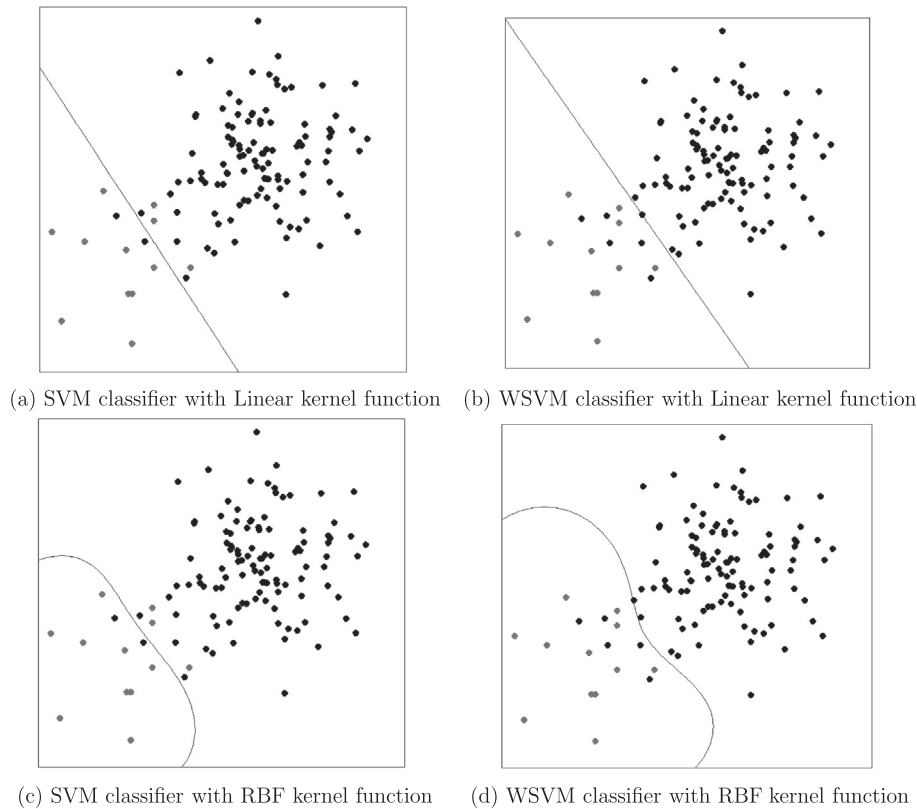 (a) SVM classifier with Linear kernel function
(b) WSVM classifier with Linear kernel function
(c) SVM classifier with RBF kernel function
(d) WSVM classifier with RBF kernel function